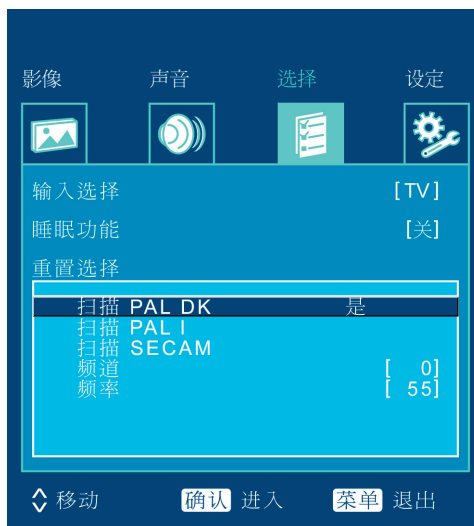 影像 声音 选择 设定
输入选择 [TV]
睡眠功能 [关]
重置选择
扫描 PAL DK 是
扫描 PAL I
扫描 SECAM
频道 [ 0]
频率 [ 55]
移动 确认 进入 菜单 退出